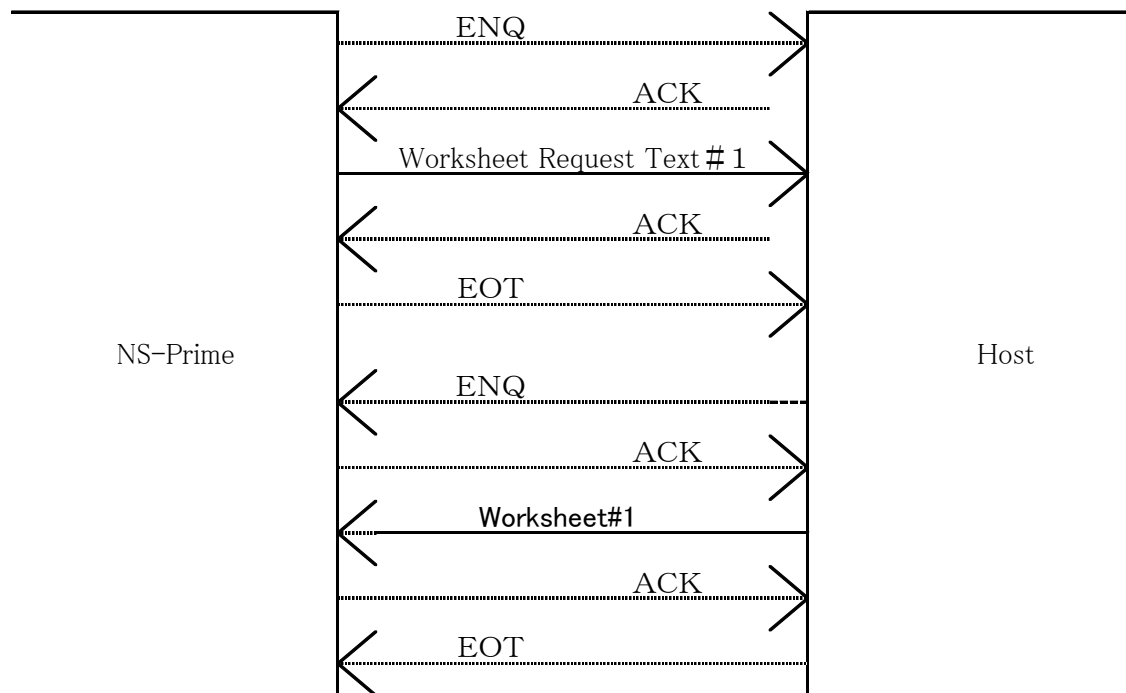 ENQ
ACK
Worksheet Request Text＃１
ACK
EOT
NS-Prime
Host
ENQ
ACK
Worksheet#1
ACK
EOT